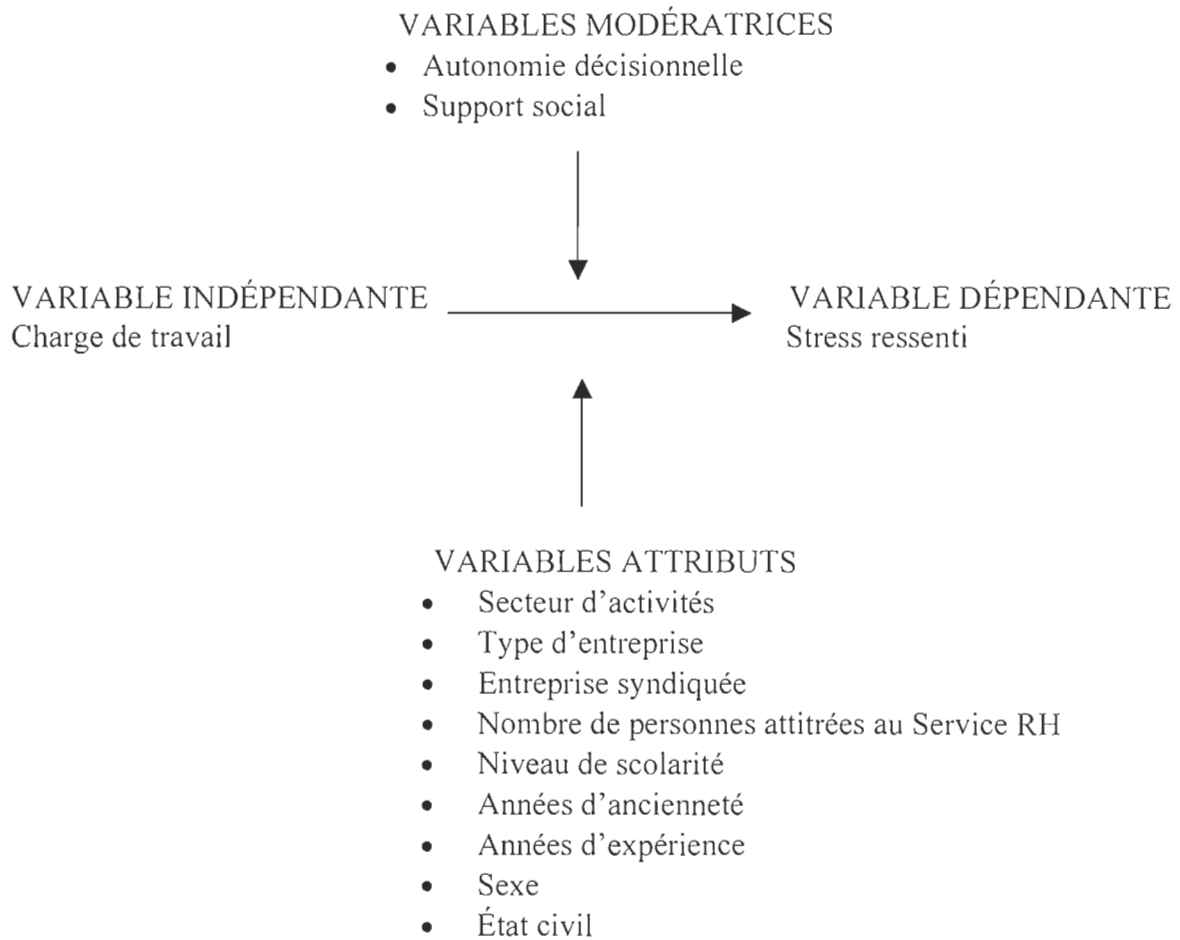 VARIABLES MODÉRATRICES
• Autonomie décisionnelle
• Support social
VARIABLE INDÉPENDANTE
Charge de travail
VARIABLE DÉPENDANTE
Stress ressenti
VARIABLES ATTRIBUTS
• Secteur d'activités
• Type d'entreprise
• Entreprise syndiquée
• Nombre de personnes attitrées au Service RH
• Niveau de scolarité
• Années d'ancienneté
• Années d'expérience
• Sexe
• État civil